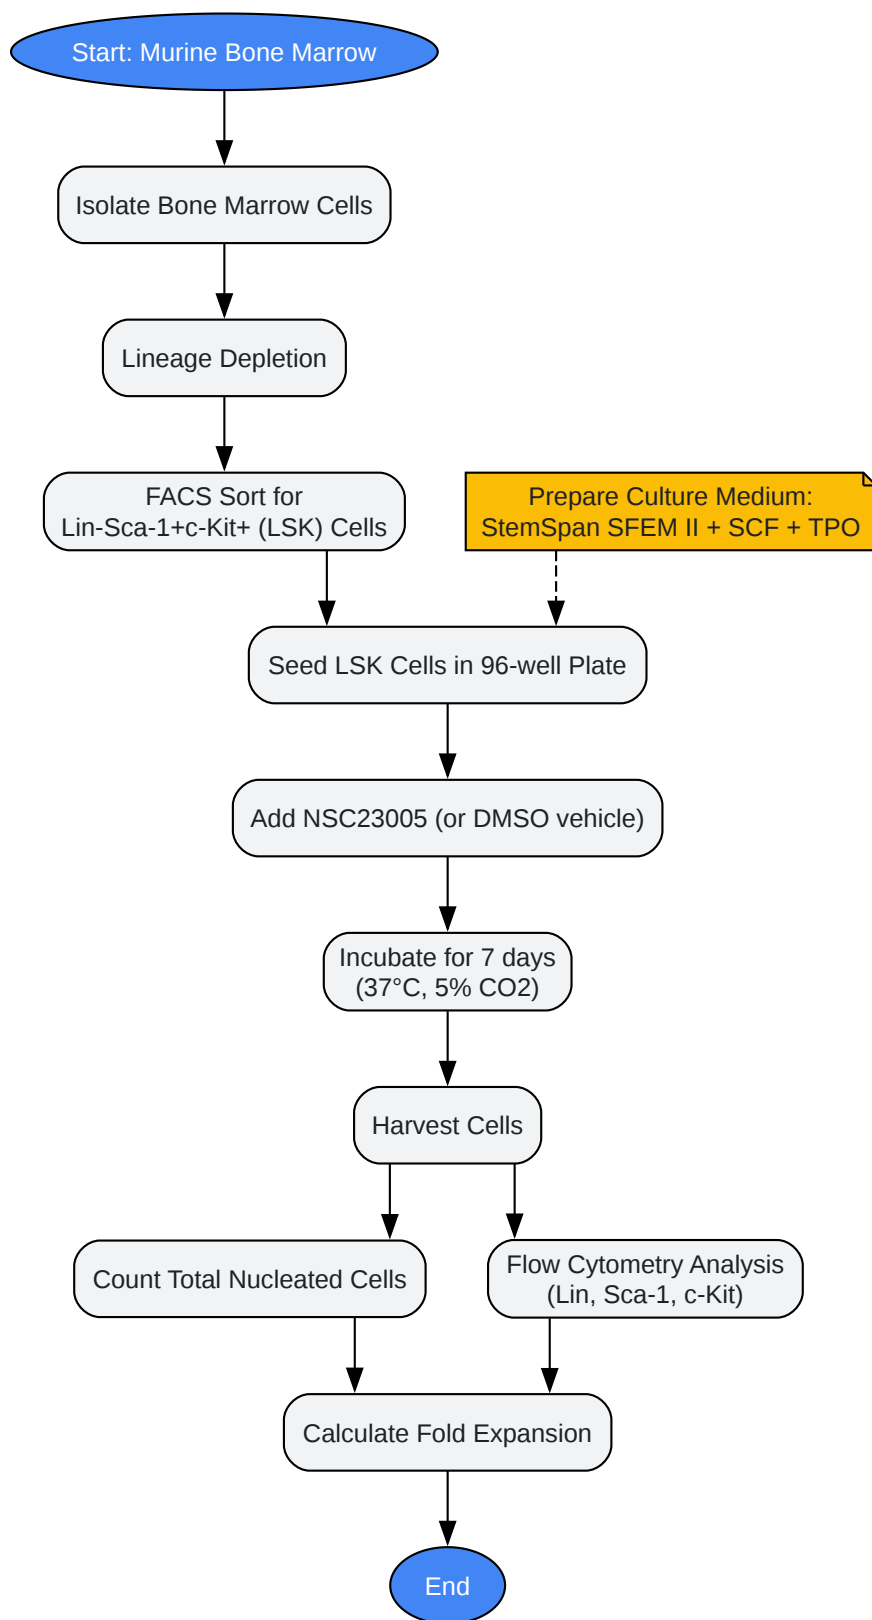 Start: Murine Bone Marrow
Isolate Bone Marrow Cells
Lineage Depletion
FACS Sort for
Lin-Sca-1+c-Kit+ (LSK) Cells
Prepare Culture Medium:
StemSpan SFEM II + SCF + TPO
Seed LSK Cells in 96-well Plate
Add NSC23005 (or DMSO vehicle)
Incubate for 7 days
(37°C, 5% CO2)
Harvest Cells
Count Total Nucleated Cells
Flow Cytometry Analysis
(Lin, Sca-1, c-Kit)
Calculate Fold Expansion
End